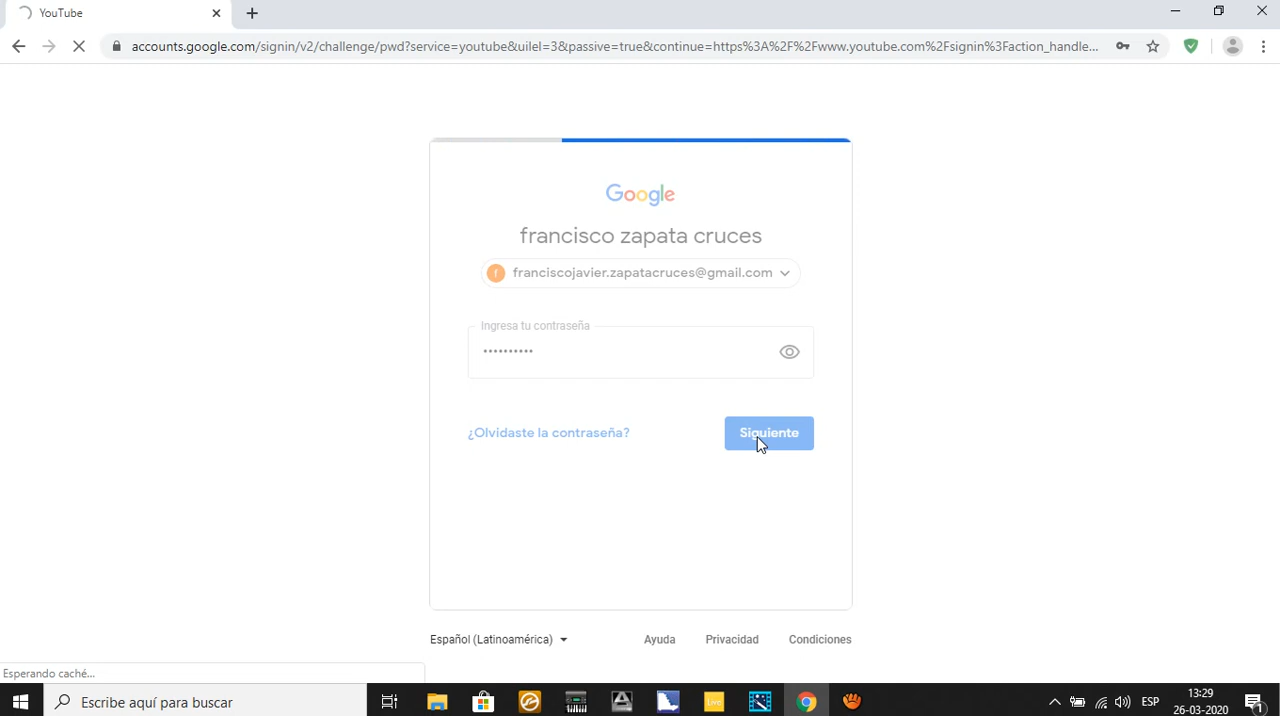 YouTube
accounts.google.com/signin/v2/challenge/pwd?service=youtube&uilel=3&passive=true&continue=https%3A%2F%2Fwww.youtube.com%2Fsignin%3Faction_handle...
Google
francisco zapata cruces
f franciscojavier.zapatacruces@gmail.com
Ingresa tu contraseña
••••••••••
¿Olvidaste la contraseña?
Siguiente
Español (Latinoamérica)
Ayuda
Privacidad
Condiciones
Esperando caché...
Escribe aquí para buscar
Live
ESP
13:29
26-03-2020
1